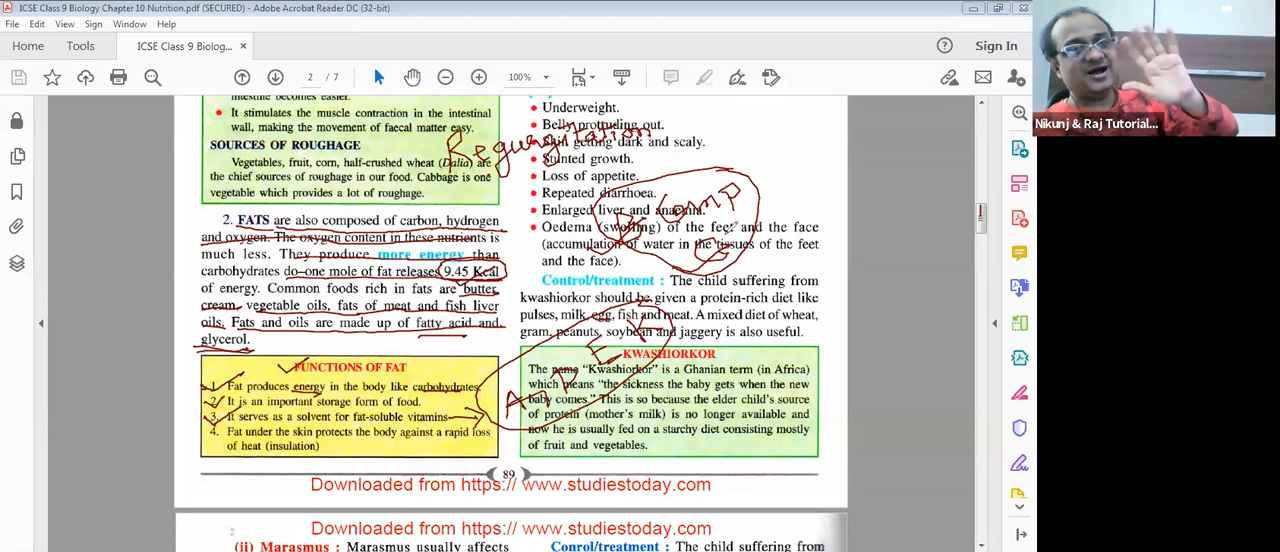 ICSE Class 9 Biology Chapter 10 Nutrition.pdf (SECURED) - Adobe Acrobat Reader DC (32-bit)
File Edit View Sign Window Help
Home Tools ICSE Class 9 Biolog... × Sign In
2 / 7 100%
intestine becomes easier.
• It stimulates the muscle contraction in the intestinal
wall, making the movement of faecal matter easy.
SOURCES OF ROUGHAGE
Vegetables, fruit, corn, half-crushed wheat (Dalia) are
the chief sources of roughage in our food. Cabbage is one
vegetable which provides a lot of roughage.
2. FATS are also composed of carbon, hydrogen
and oxygen. The oxygen content in these nutrients is
much less. They produce more energy than
carbohydrates do–one mole of fat releases 9.45 Kcal
of energy. Common foods rich in fats are butter
cream, vegetable oils, fats of meat and fish liver
oils. Fats and oils are made up of fatty acid and
glycerol.
FUNCTIONS OF FAT
1. Fat produces energy in the body like carbohydrates.
2. It is an important storage form of food.
3. It serves as a solvent for fat-soluble vitamins
4. Fat under the skin protects the body against a rapid loss
of heat (insulation)
• Underweight.
• Belly protruding out.
• Skin getting dark and scaly.
• Stunted growth.
• Loss of appetite.
• Repeated diarrhoea.
• Enlarged liver and anaemia.
• Oedema (swelling) of the feet and the face
(accumulation of water in the tissues of the feet
and the face).
Control/treatment : The child suffering from
kwashiorkor should be given a protein-rich diet like
pulses, milk, egg, fish and meat. A mixed diet of wheat,
gram, peanuts, soybean and jaggery is also useful.
KWASHIORKOR
The name "Kwashiorkor" is a Ghanian term (in Africa)
which means "the sickness the baby gets when the new
baby comes." This is so because the elder child's source
of protein (mother's milk) is no longer available and
now he is usually fed on a starchy diet consisting mostly
of fruit and vegetables.
B Comp
C
A, D E K
89
Downloaded from https:// www.studiestoday.com
Downloaded from https:// www.studiestoday.com
(ii) Marasmus : Marasmus usually affects
Conrol/treatment : The child suffering from
Nikunj & Raj Tutorial...